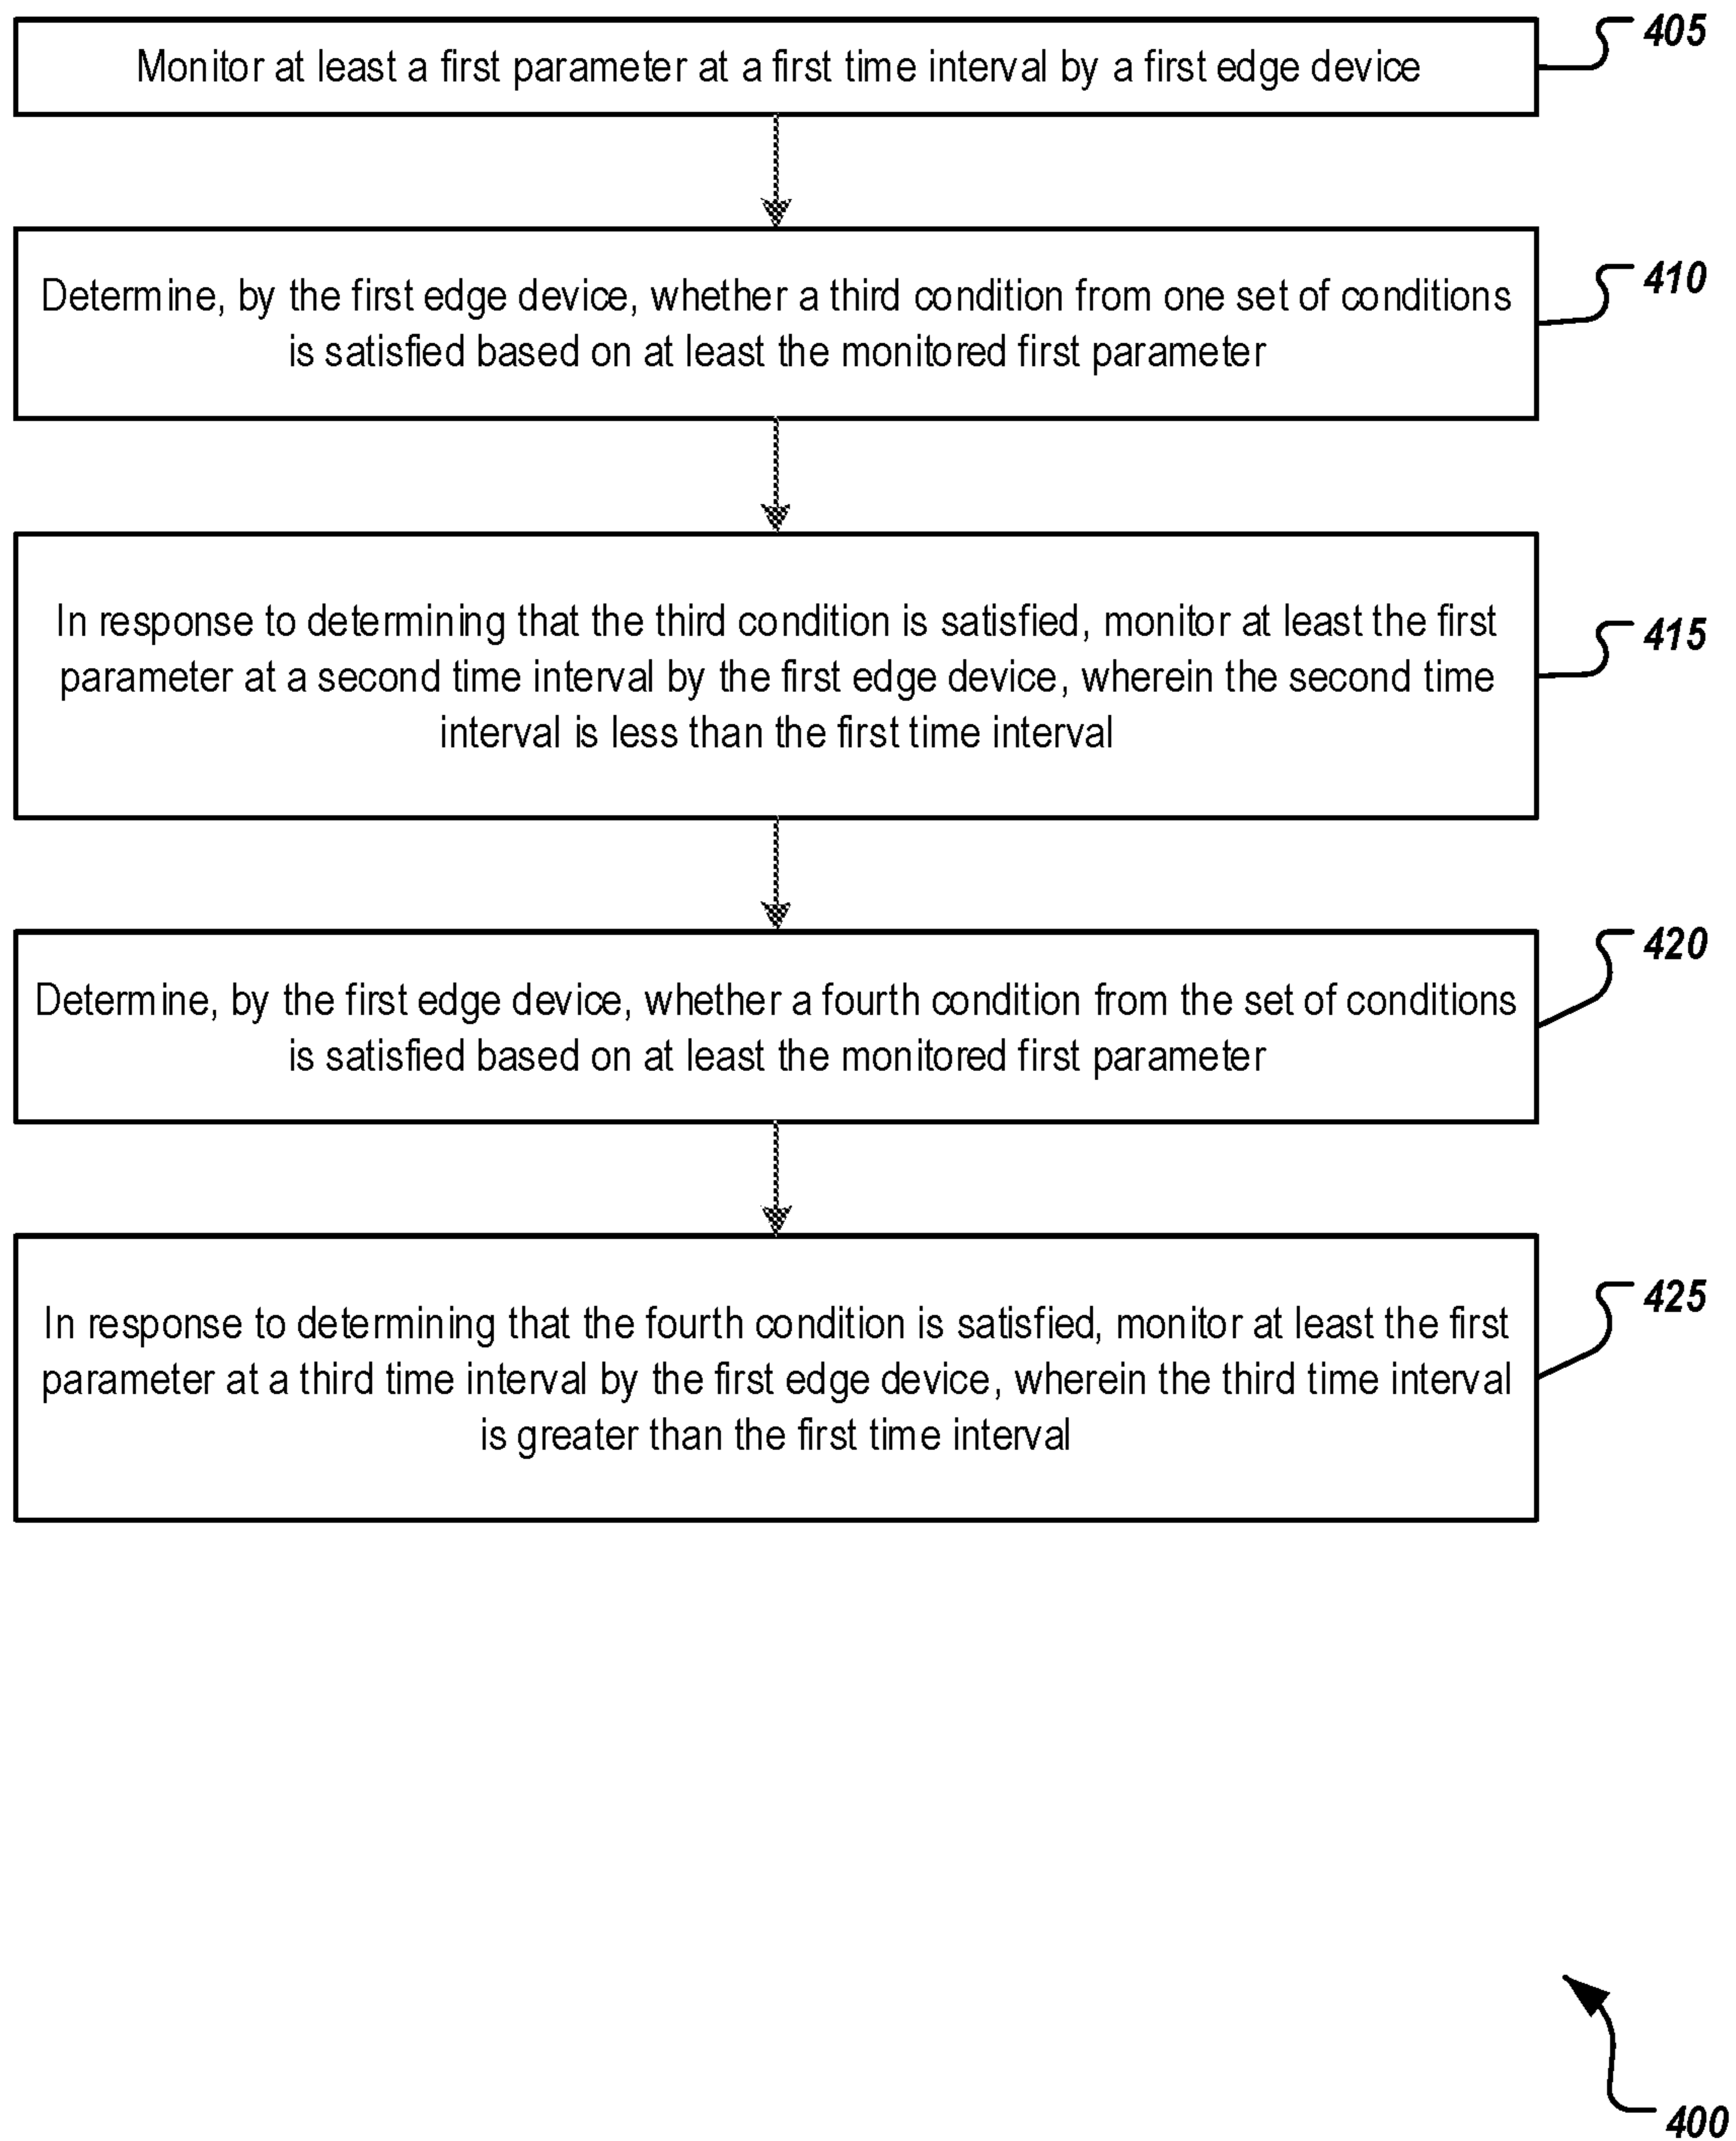 Monitor at least a first parameter at a first time interval by a first edge device
405
Determine, by the first edge device, whether a third condition from one set of conditions
is satisfied based on at least the monitored first parameter
410
In response to determining that the third condition is satisfied, monitor at least the first
parameter at a second time interval by the first edge device, wherein the second time
interval is less than the first time interval
415
Determine, by the first edge device, whether a fourth condition from the set of conditions
is satisfied based on at least the monitored first parameter
420
In response to determining that the fourth condition is satisfied, monitor at least the first
parameter at a third time interval by the first edge device, wherein the third time interval
is greater than the first time interval
425
400